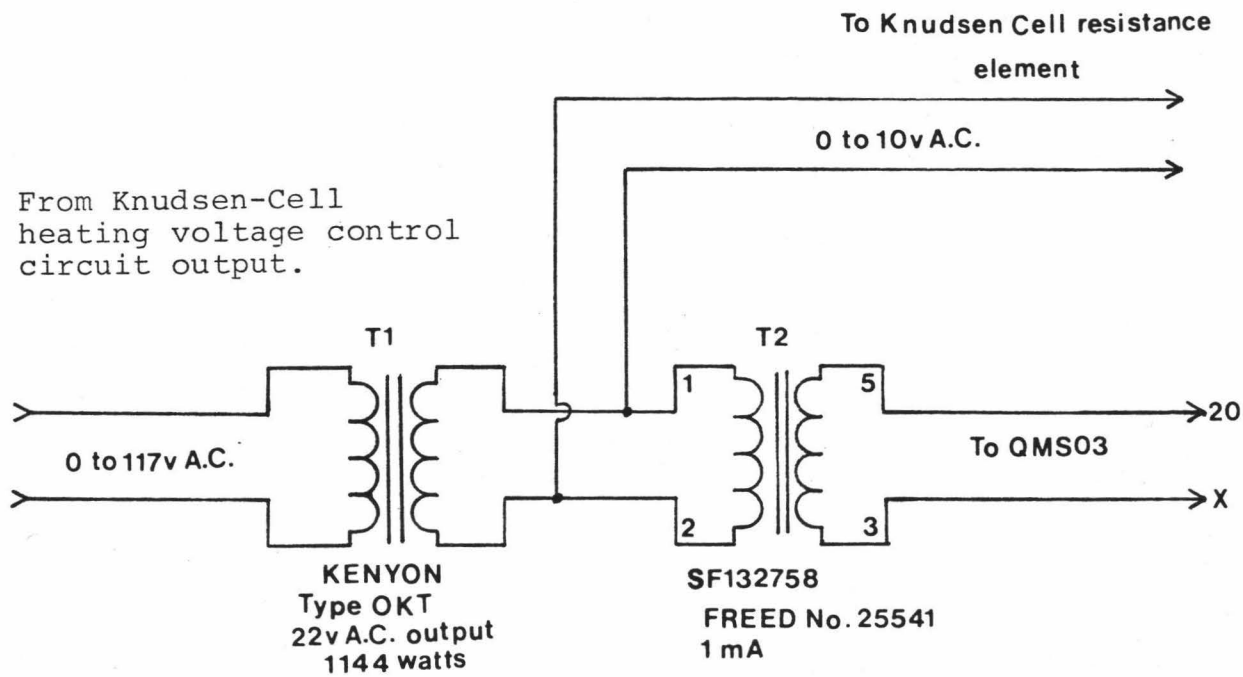 To Knudsen Cell resistance
element
0 to 10v A.C.
From Knudsen-Cell
heating voltage control
circuit output.
T1
T2
1
5
20
0 to 117v A.C.
To QMS03
X
2
3
KENYON
Type OKT
22v A.C. output
1144 watts
SF132758
FREED No. 25541
1 mA